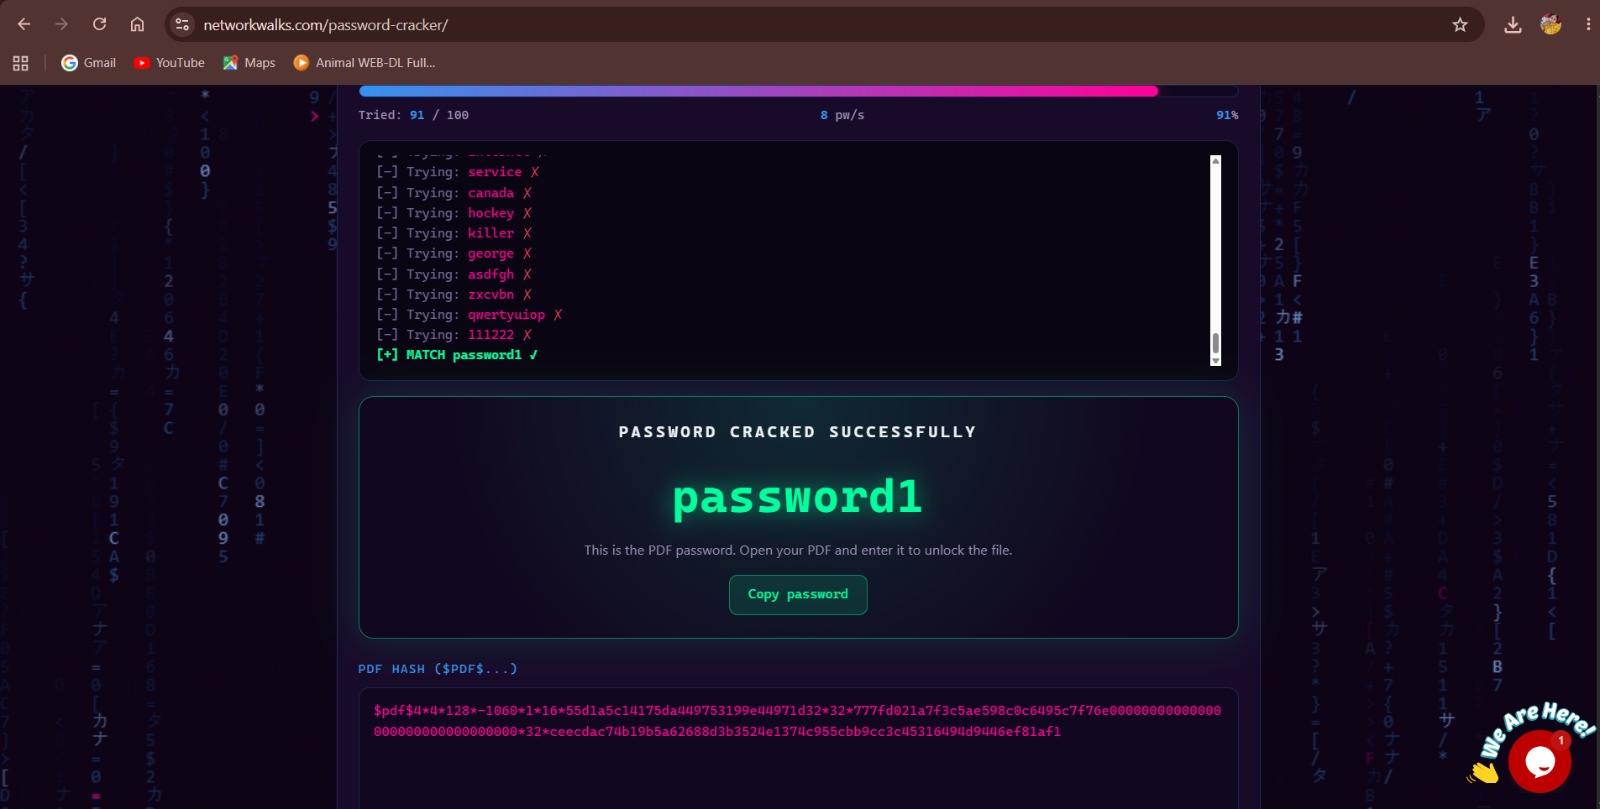 networkwalks.com/password-cracker/
Gmail YouTube Maps Animal WEB-DL Full...
Tried: 91 / 100 8 pw/s 91%
[-] Trying: service ✗
[-] Trying: canada ✗
[-] Trying: hockey ✗
[-] Trying: killer ✗
[-] Trying: george ✗
[-] Trying: asdfgh ✗
[-] Trying: zxcvbn ✗
[-] Trying: qwertyuiop ✗
[-] Trying: 111222 ✗
[+] MATCH password1 ✓
PASSWORD CRACKED SUCCESSFULLY
password1
This is the PDF password. Open your PDF and enter it to unlock the file.
Copy password
PDF HASH ($PDF$...)
$pdf$4*4*128*-1060*1*16*55d1a5c14175da449753199e44971d32*32*777fd021a7f3c5ae598c0c6495c7f76e00000000000000
000000000000000000*32*ceecdac74b19b5a62688d3b3524e1374c955cbb9cc3c45316494d9446ef81af1
We Are Here!
1